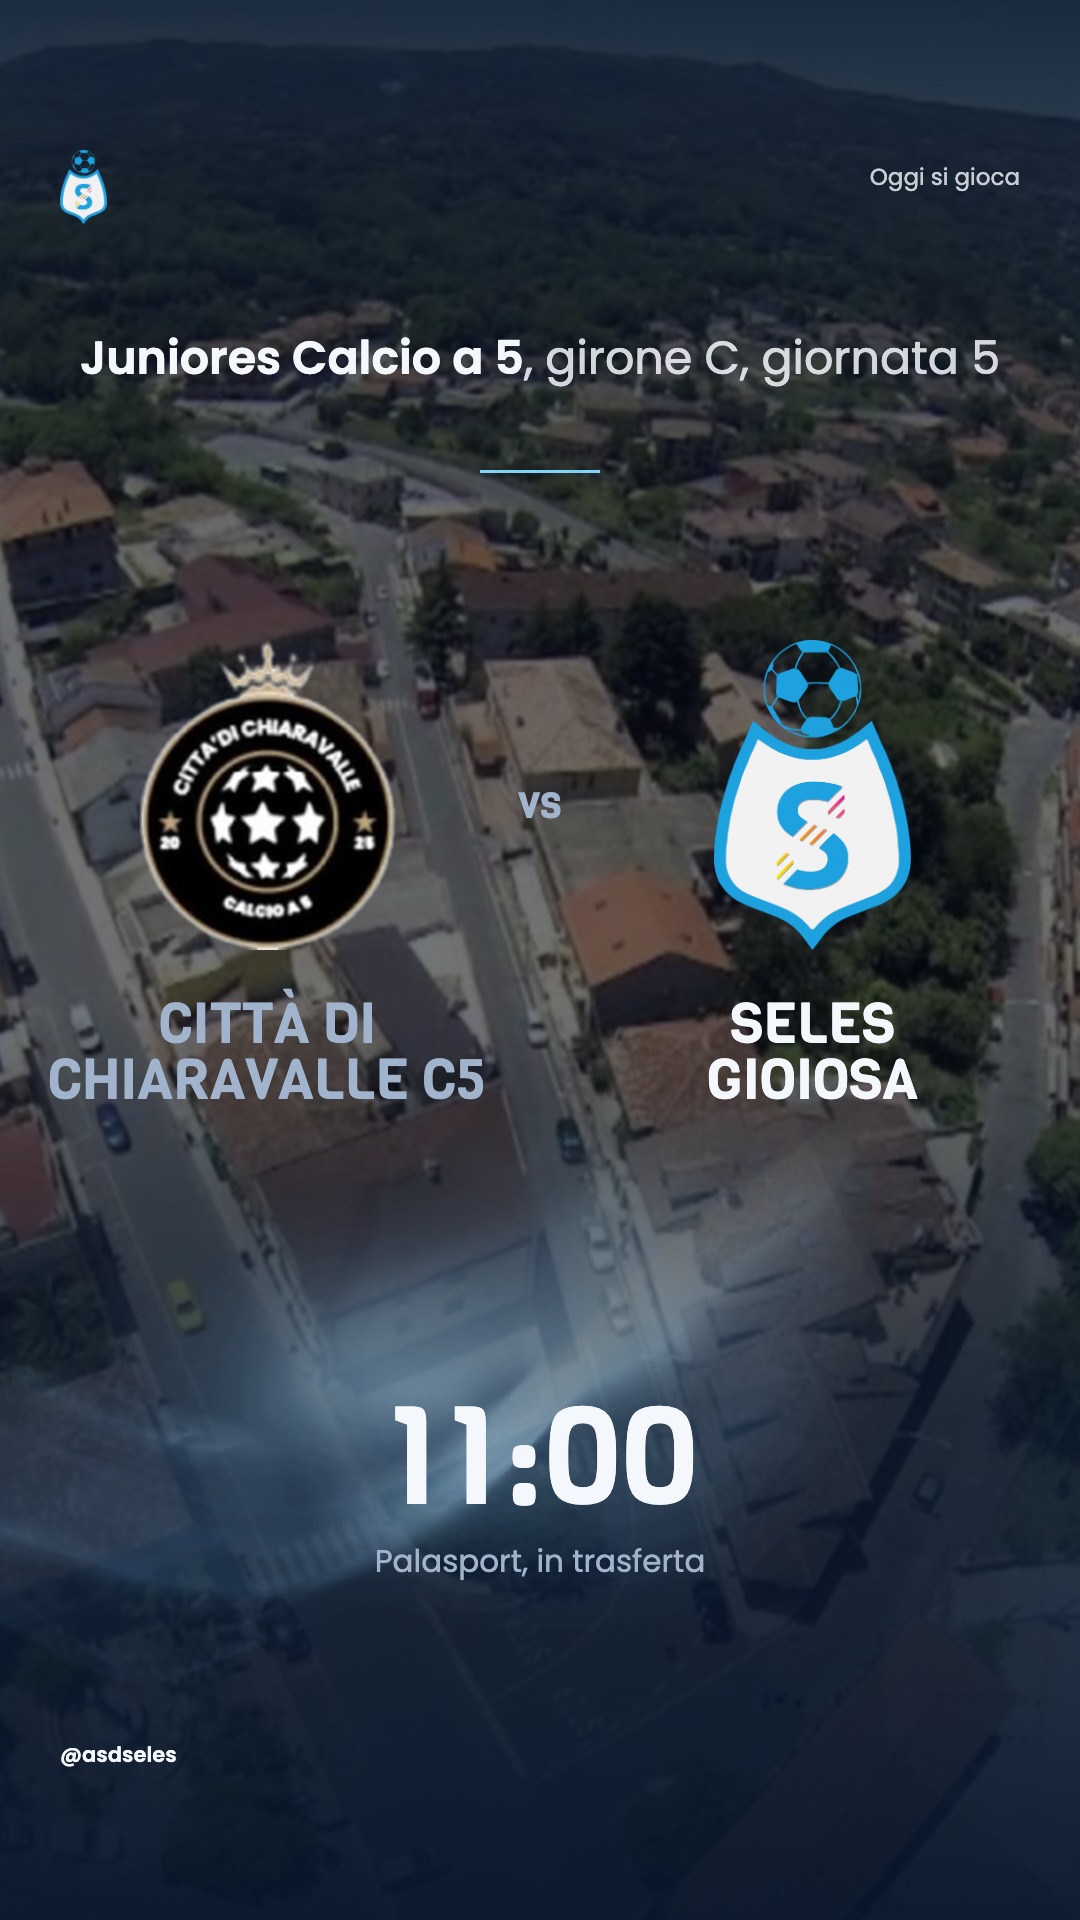 Oggi si gioca
Juniores Calcio a 5, girone C, giornata 5
CITTA' DI CHIARAVALLE
20 25
CALCIO A 5
S
VS
CITTÀ DI
CHIARAVALLE C5
SELES
GIOIOSA
11:00
Palasport, in trasferta
@asdseles